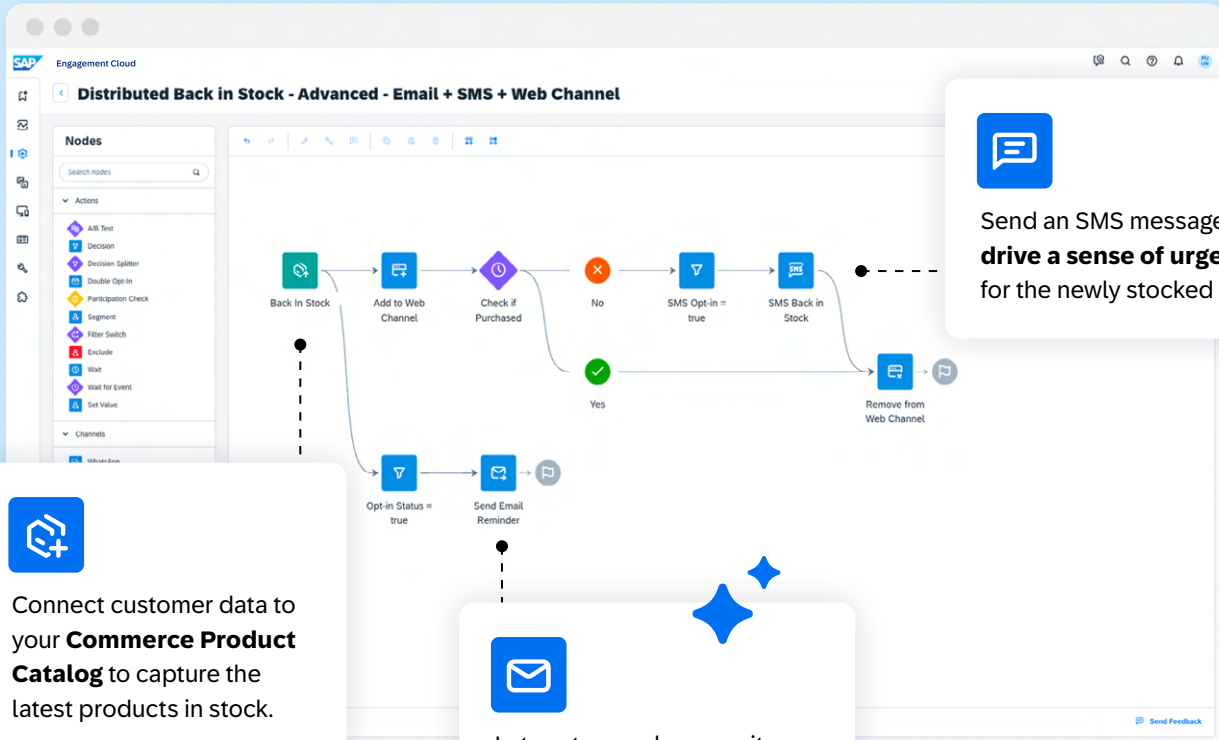 SAP
Engagement Cloud
Distributed Back in Stock - Advanced - Email + SMS + Web Channel
Nodes
Search nodes
Actions
A/B Test
Decision
Decision Splitter
Double Opt-In
Participation Check
Segment
Filter Switch
Exclude
Wait
Wait for Event
Set Value
Channels
WhatsApp
Back In Stock
Add to Web
Channel
Check if
Purchased
No
SMS Opt-in =
true
SMS
SMS Back in
Stock
Yes
Remove from
Web Channel
Opt-in Status =
true
Send Email
Reminder
Send an SMS message
drive a sense of urge
for the newly stocked
Connect customer data to
your Commerce Product
Catalog to capture the
latest products in stock.
Send Feedback